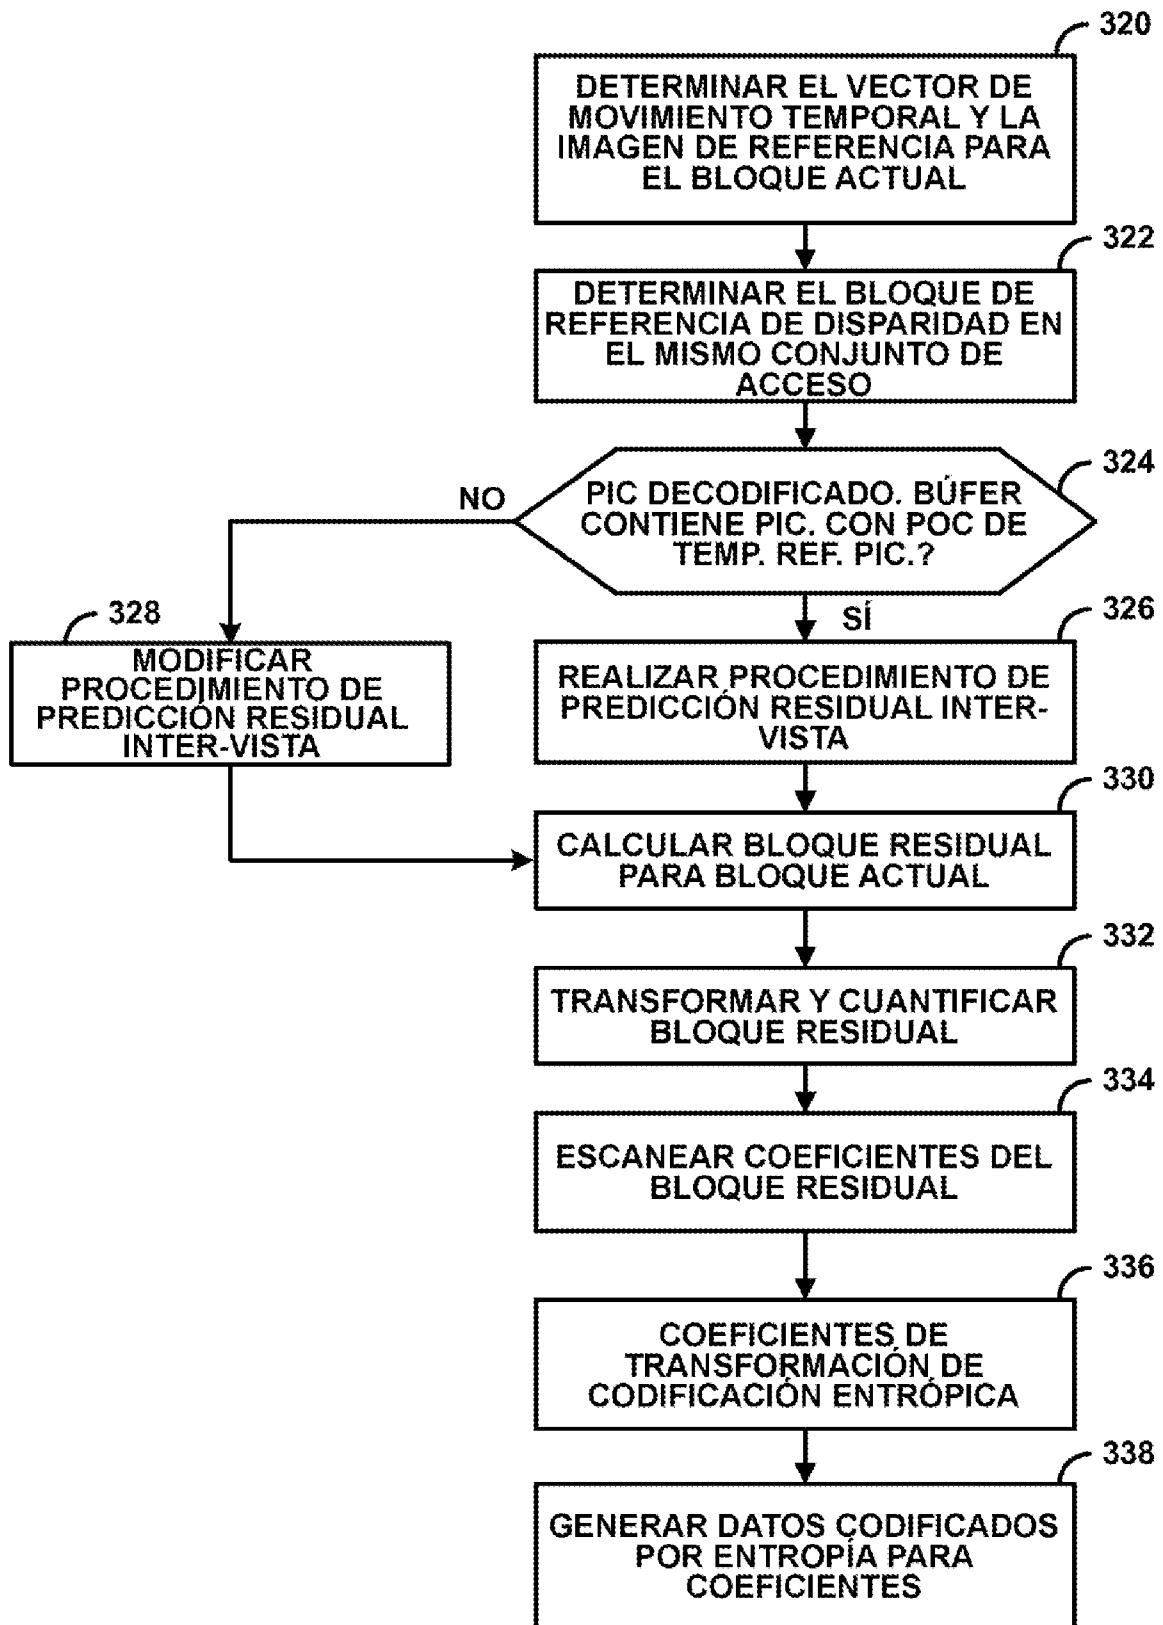 320
DETERMINAR EL VECTOR DE
MOVIMIENTO TEMPORAL Y LA
IMAGEN DE REFERENCIA PARA
EL BLOQUE ACTUAL
322
DETERMINAR EL BLOQUE DE
REFERENCIA DE DISPARIDAD EN
EL MISMO CONJUNTO DE
ACCESO
324
NO
PIC DECODIFICADO. BÚFER
CONTIENE PIC. CON POC DE
TEMP. REF. PIC.?
SÍ
328
MODIFICAR
PROCEDIMIENTO DE
PREDICCIÓN RESIDUAL
INTER-VISTA
326
REALIZAR PROCEDIMIENTO DE
PREDICCIÓN RESIDUAL INTER-
VISTA
330
CALCULAR BLOQUE RESIDUAL
PARA BLOQUE ACTUAL
332
TRANSFORMAR Y CUANTIFICAR
BLOQUE RESIDUAL
334
ESCANEAR COEFICIENTES DEL
BLOQUE RESIDUAL
336
COEFICIENTES DE
TRANSFORMACIÓN DE
CODIFICACIÓN ENTRÓPICA
338
GENERAR DATOS CODIFICADOS
POR ENTROPÍA PARA
COEFICIENTES